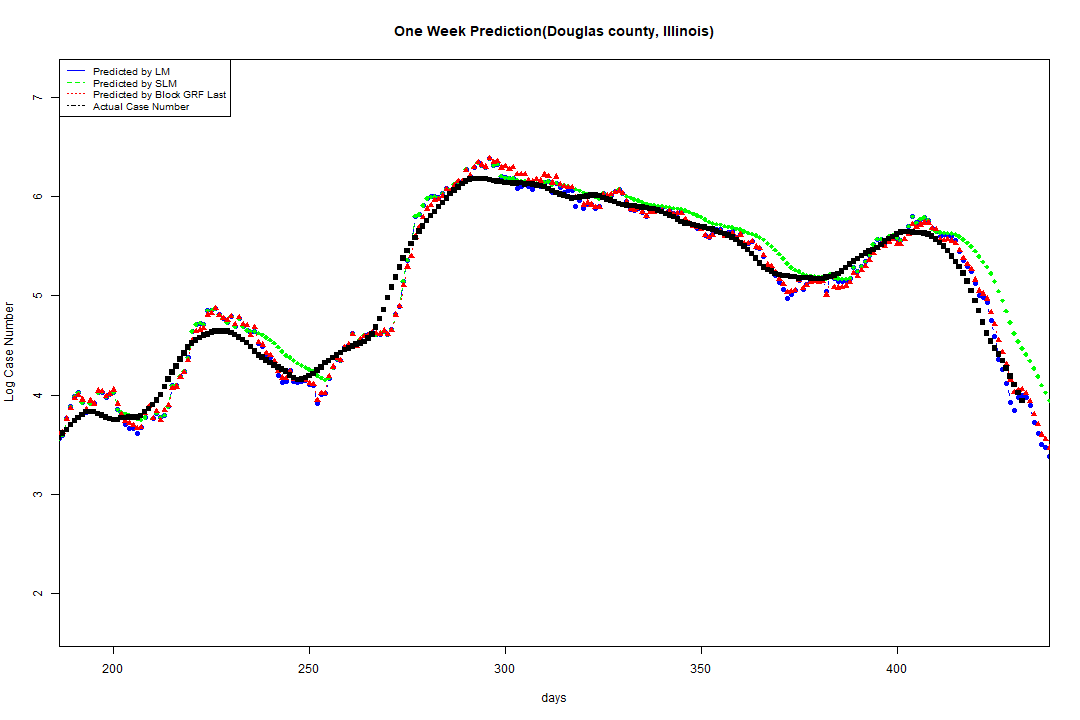 One Week Prediction(Douglas county, Illinois)
Predicted by LM
Predicted by SLM
Predicted by Block GRF Last
Actual Case Number
7
6
5
4
3
2
Log Case Number
200 250 300 350 400
days